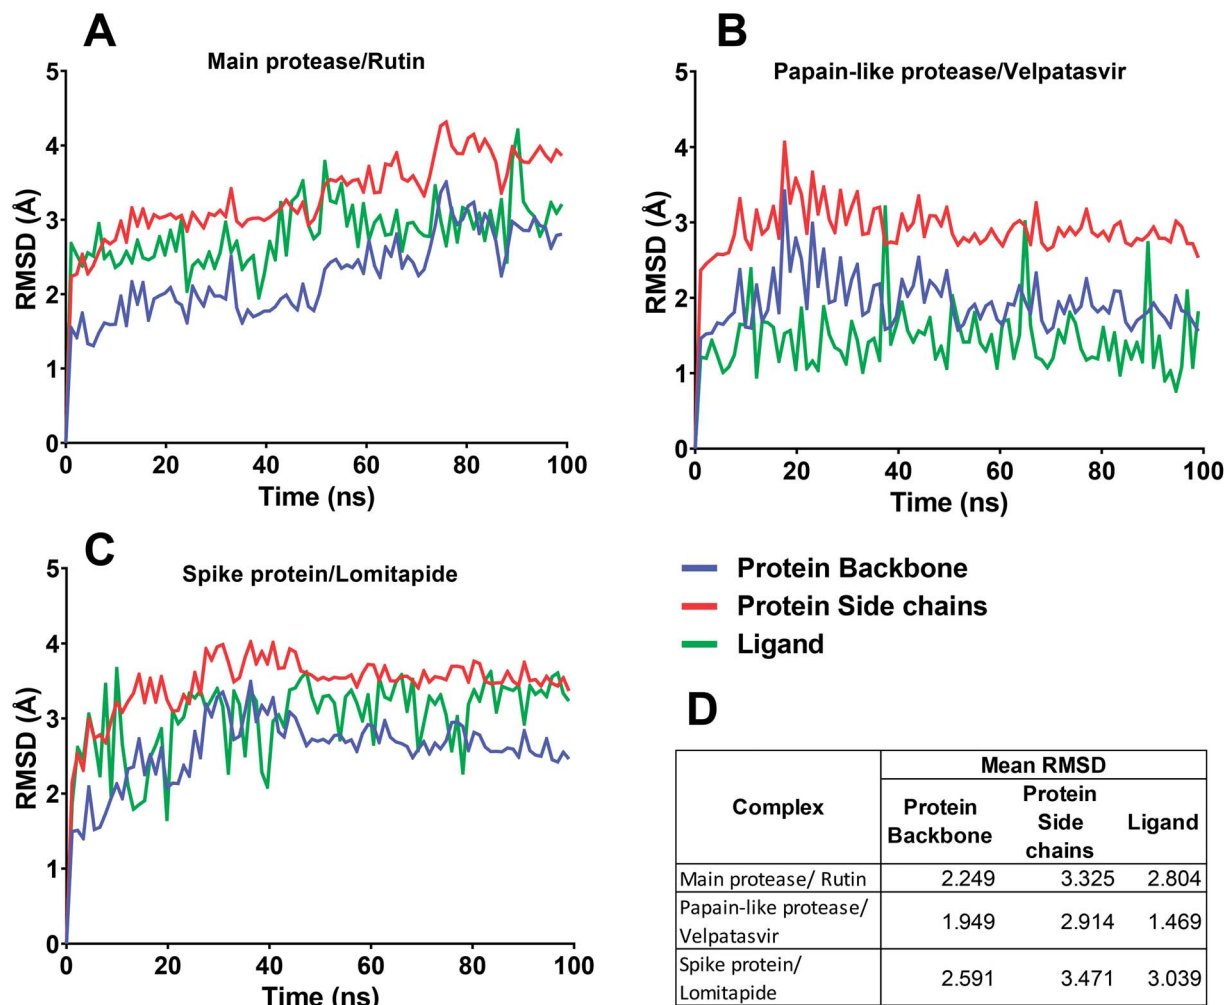 A
Main protease/Rutin
5
4
3
2
1
0
RMSD (Å)
0 20 40 60 80 100
Time (ns)
B
Papain-like protease/Velpatasvir
5
4
3
2
1
0
RMSD (Å)
0 20 40 60 80 100
Time (ns)
C
Spike protein/Lomitapide
5
4
3
2
1
0
RMSD (Å)
0 20 40 60 80 100
Time (ns)
Protein Backbone
Protein Side chains
Ligand
D
Complex
Mean RMSD
Protein
Backbone
Protein
Side
chains
Ligand
Main protease/ Rutin 2.249 3.325 2.804
Papain-like protease/
Velpatasvir
1.949 2.914 1.469
Spike protein/
Lomitapide
2.591 3.471 3.039